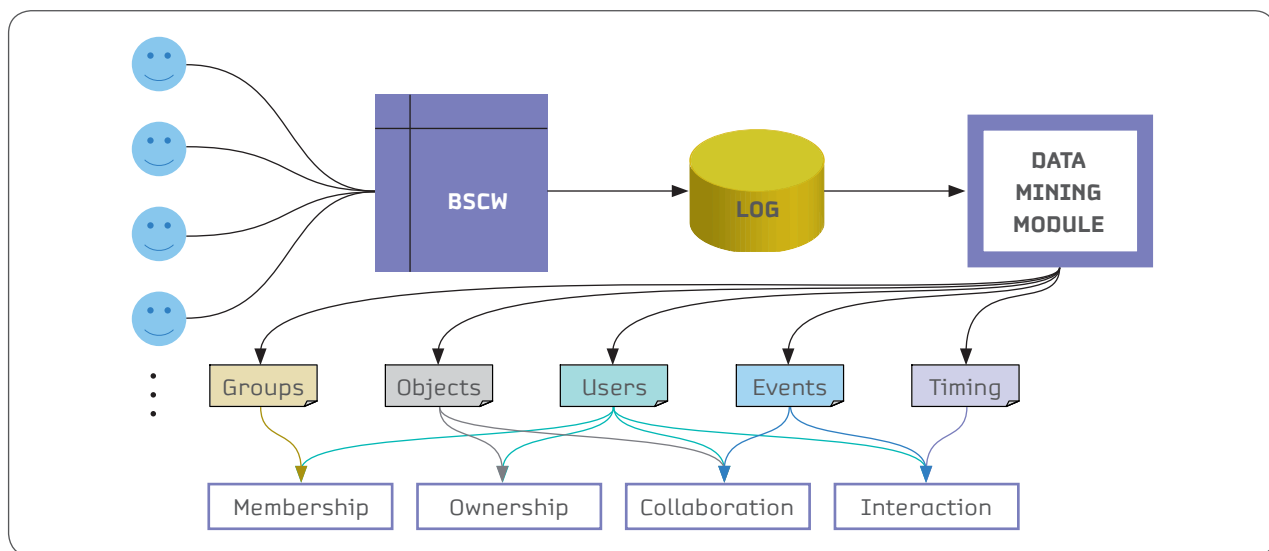 BSCW
LOG
DATA
MINING
MODULE
Groups
Objects
Users
Events
Timing
Membership
Ownership
Collaboration
Interaction